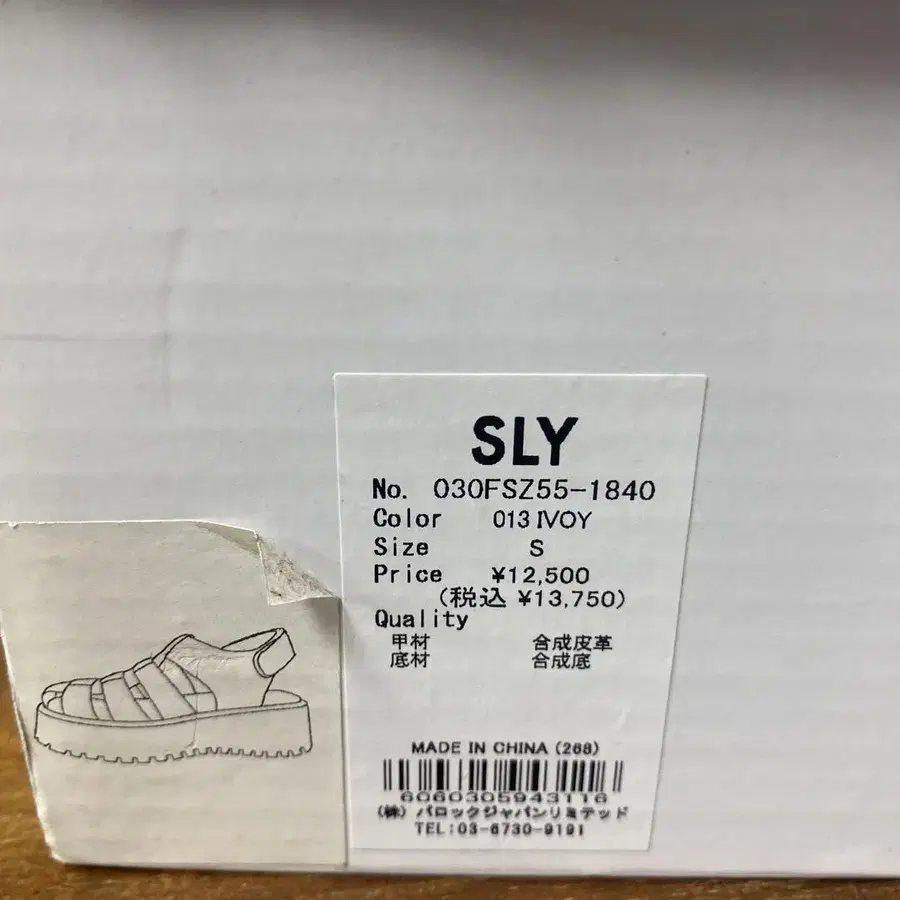 SLY
No. 030FSZ55-1840
Color 013 IVOY
Size S
Price ¥12,500
(税込 ¥13,750)
Quality
甲材 合成皮革
底材 合成底
MADE IN CHINA (268)
6060305943116
(株) バロックジャパンリミテッド
TEL:03-6730-9191